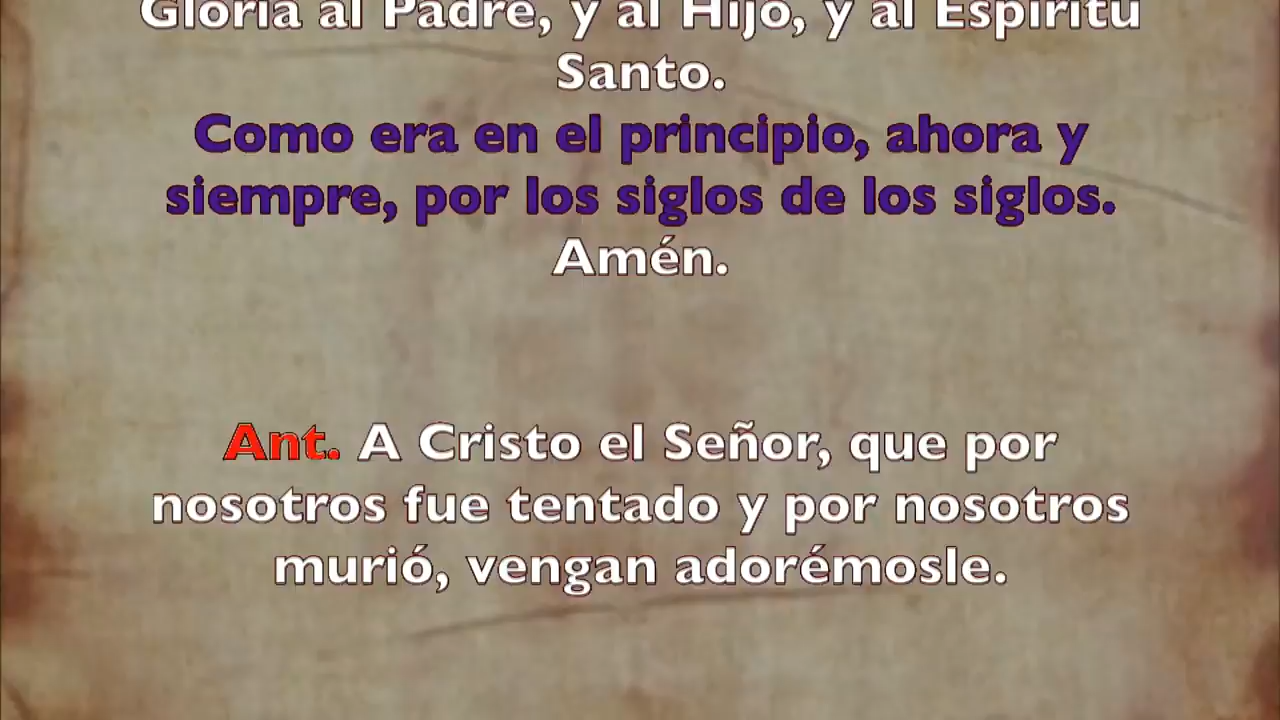 Gloria al Padre, y al Hijo, y al Espíritu
Santo.
Como era en el principio, ahora y
siempre, por los siglos de los siglos.
Amén.
Ant. A Cristo el Señor, que por
nosotros fue tentado y por nosotros
murió, vengan adorémosle.